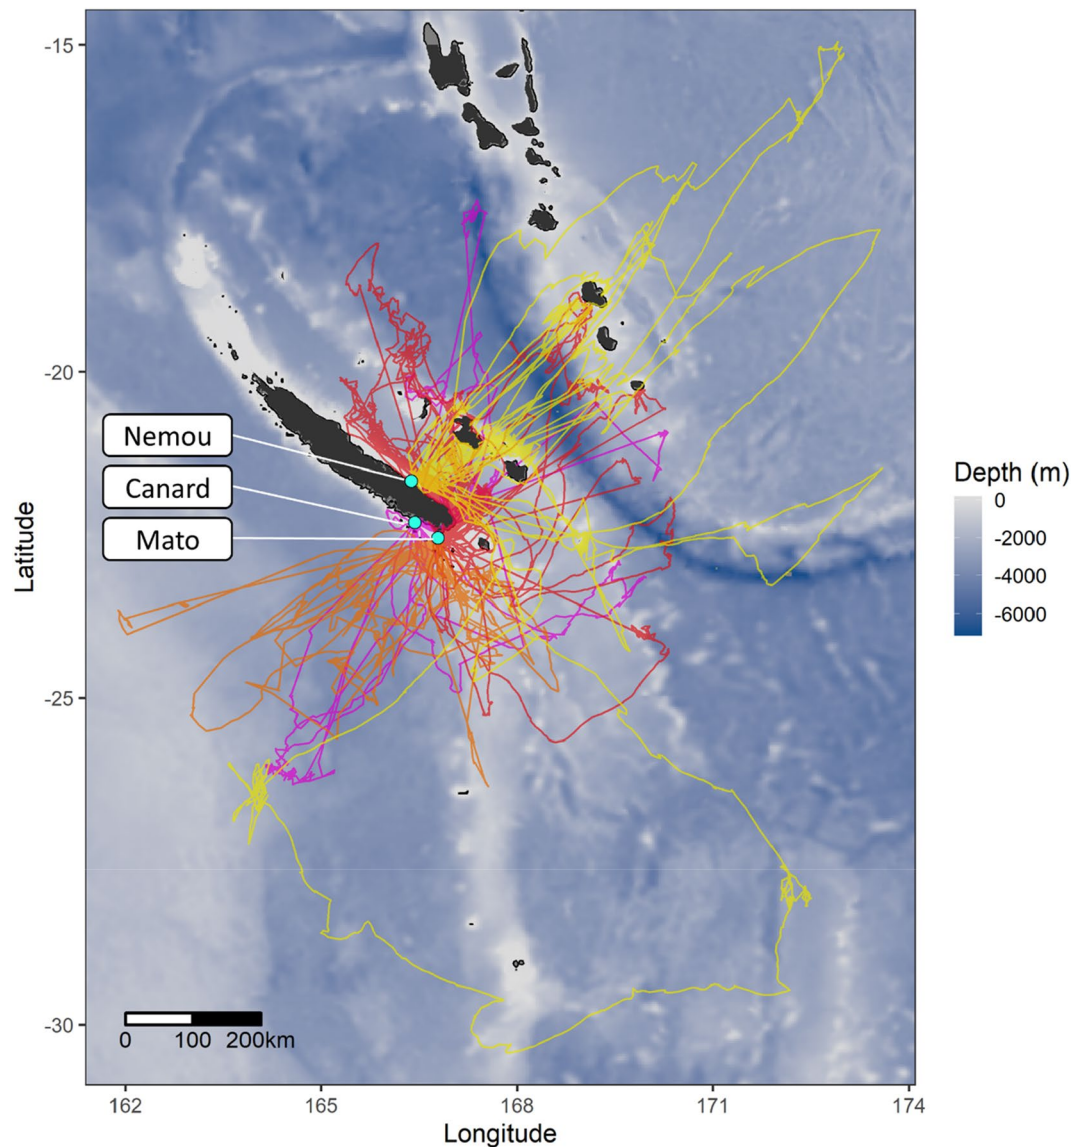 -15
-20
-25
-30
Latitude
Nemou
Canard
Mato
0 100 200km
162 165 168 171 174
Longitude
Depth (m)
0
-2000
-4000
-6000